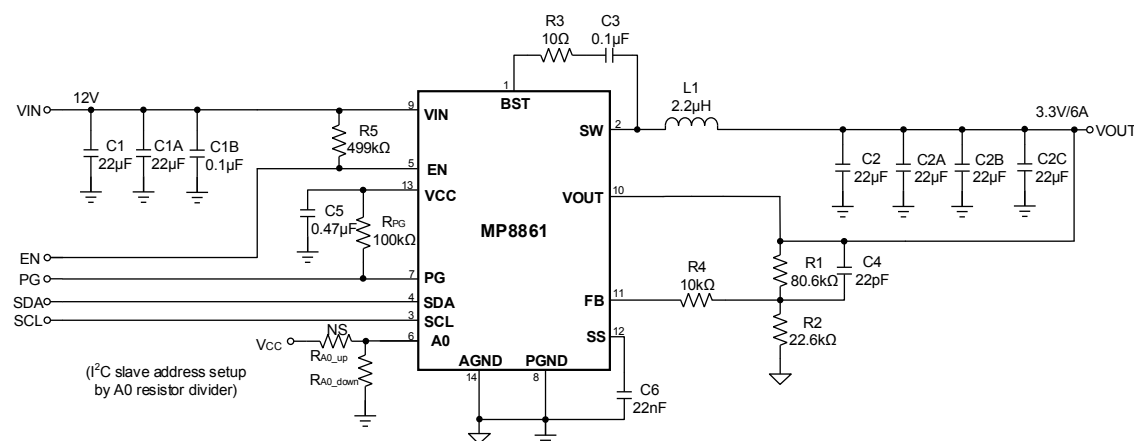 R3
10Ω
C3
0.1µF
1
BST
VIN
12V
9
VIN
C1
22µF
C1A
22µF
C1B
0.1µF
R5
499kΩ
5
EN
13
VCC
C5
0.47µF
RPG
100kΩ
MP8861
SW
2
L1
2.2µH
3.3V/6A
VOUT
C2
22µF
C2A
22µF
C2B
22µF
C2C
22µF
VOUT
10
EN
PG
7
PG
SDA
4
SDA
SCL
3
SCL
6
A0
FB
11
R4
10kΩ
R1
80.6kΩ
C4
22pF
R2
22.6kΩ
SS
12
VCC
NS
RA0_up
RA0_down
(I²C slave address setup
by A0 resistor divider)
AGND
PGND
14
8
C6
22nF